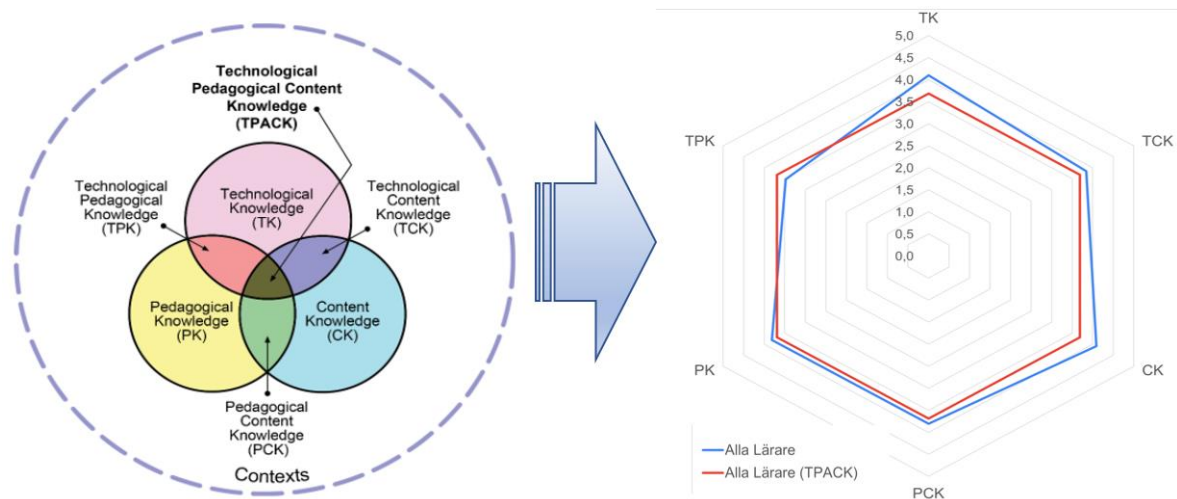 Technological
Pedagogical Content
Knowledge
(TPACK)
Technological
Pedagogical
Knowledge
(TPK)
Technological
Knowledge
(TK)
Technological
Content
Knowledge
(TCK)
Pedagogical
Knowledge
(PK)
Content
Knowledge
(CK)
Pedagogical
Content
Knowledge
(PCK)
Contexts
TK
5,0
4,5
4,0
3,5
3,0
2,5
2,0
1,5
1,0
0,5
0,0
TPK
TCK
PK
CK
PCK
Alla Lärare
Alla Lärare (TPACK)